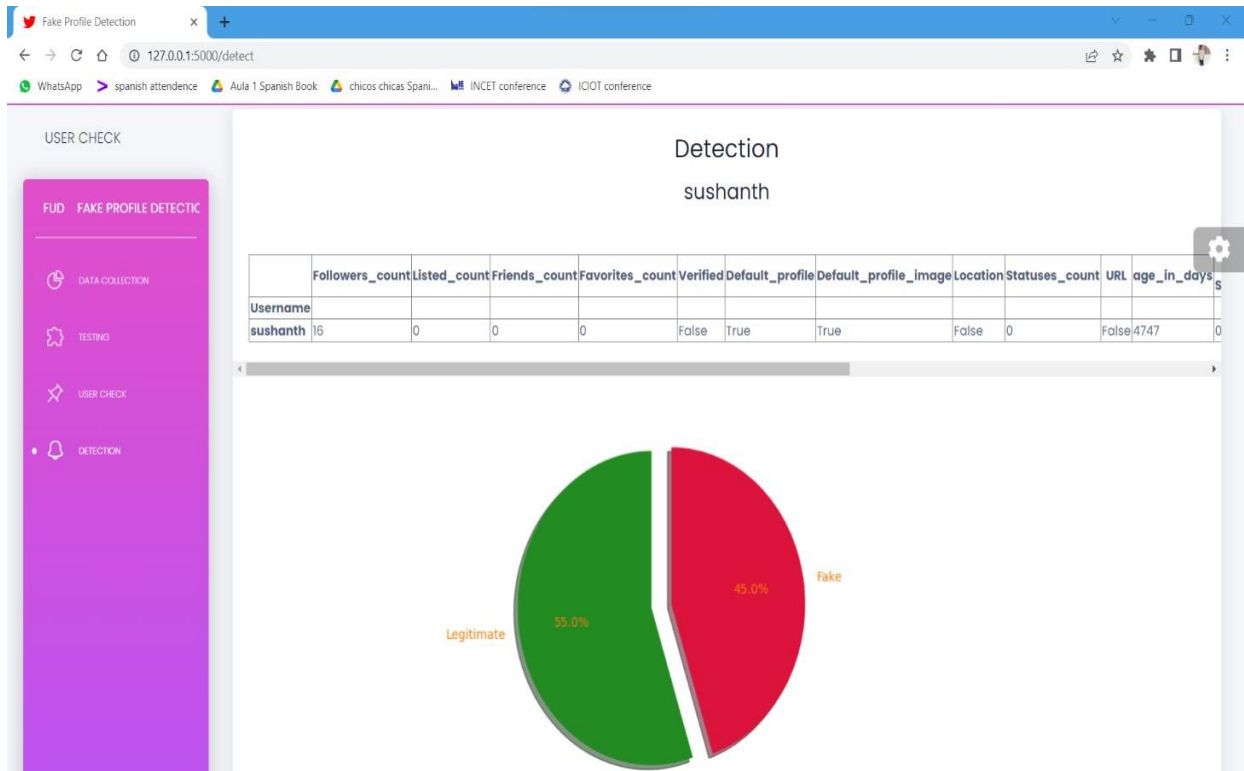 Fake Profile Detection
127.0.0.1:5000/detect
WhatsApp spanish attendence Aula 1 Spanish Book chicos chicas Spani... INCET conference ICIOT conference
USER CHECK
FUD FAKE PROFILE DETECTIC
DATA COLLECTION
TESTING
USER CHECK
DETECTION
Detection
sushanth
Followers_count Listed_count Friends_count Favorites_count Verified Default_profile Default_profile_image Location Statuses_count URL age_in_days s
Username
sushanth 16 0 0 0 False True True False 0 False 4747 0
Fake
45.0%
55.0%
Legitimate